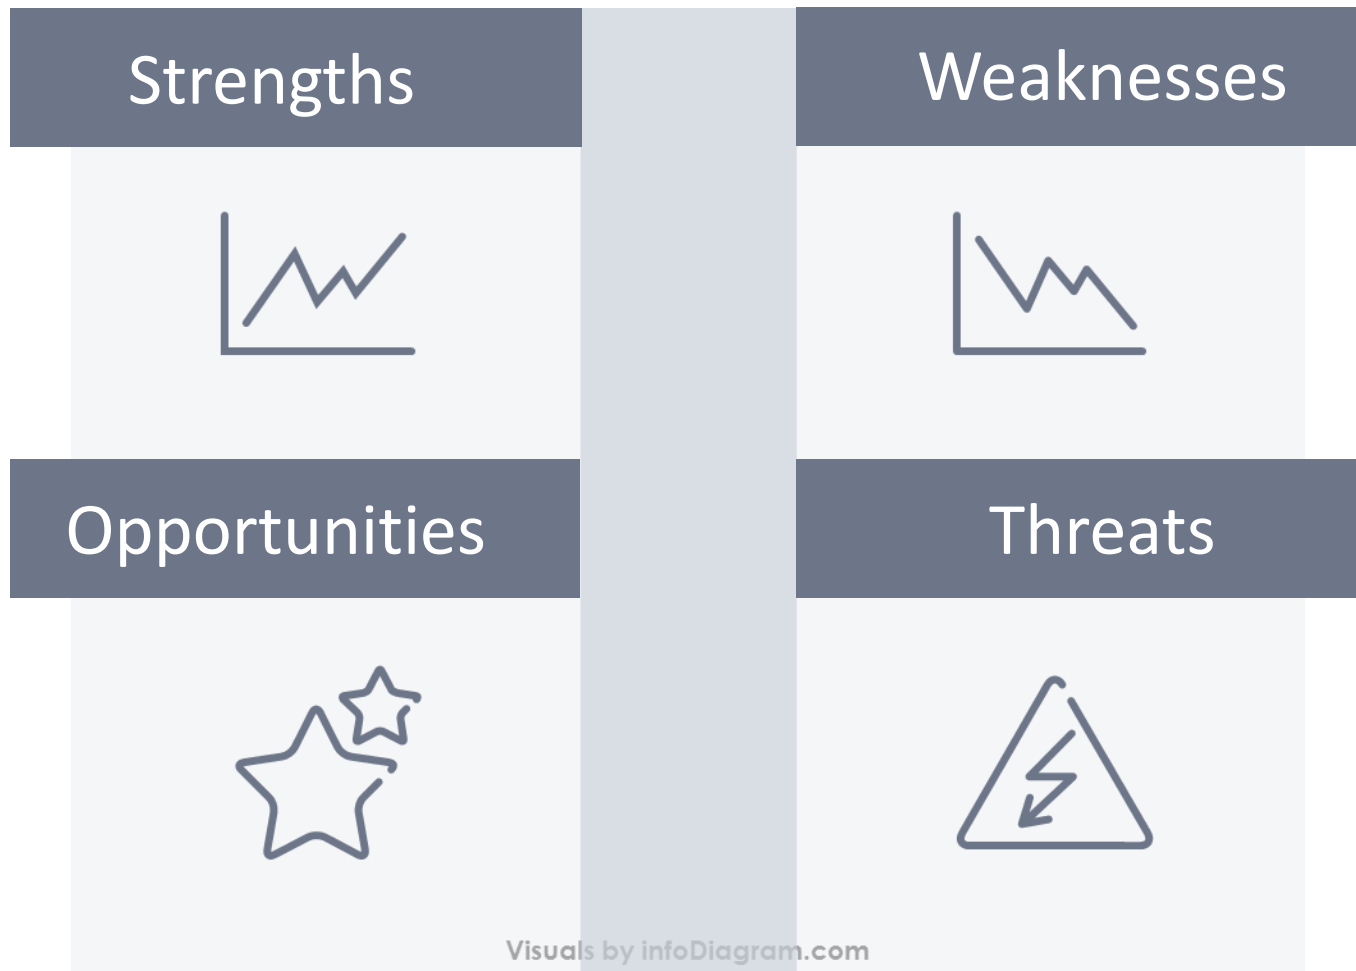 Strengths
Weaknesses
Opportunities
Threats
Visuals by infoDiagram.com